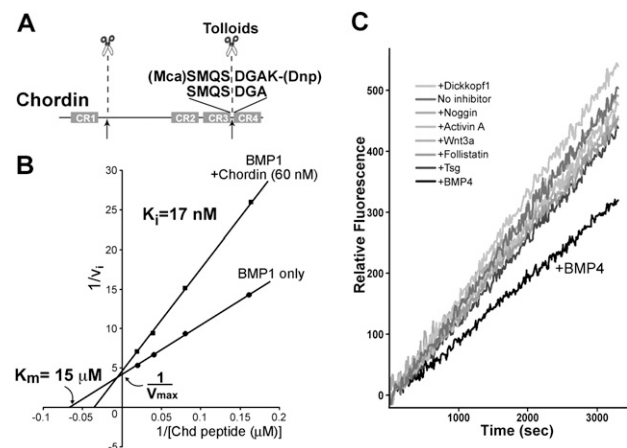 A
Tolloids
(Mca)SMQS DGAK-(Dnp)
SMQS DGA
Chordin
CR1
CR2
CR3
CR4
B
30
25
20
15
10
5
0
-5
1/vi
BMP1
+Chordin (60 nM)
Ki=17 nM
BMP1 only
Km= 15 μM
1
Vmax
-0.1
-0.05
0
0.05
0.1
0.15
0.2
1/[Chd peptide (μM)]
C
+Dickkopf1
No inhibitor
+Noggin
+Activin A
+Wnt3a
+Follistatin
+Tsg
+BMP4
500
400
300
200
100
0
Relative Fluorescence
+BMP4
1000
2000
3000
Time (sec)